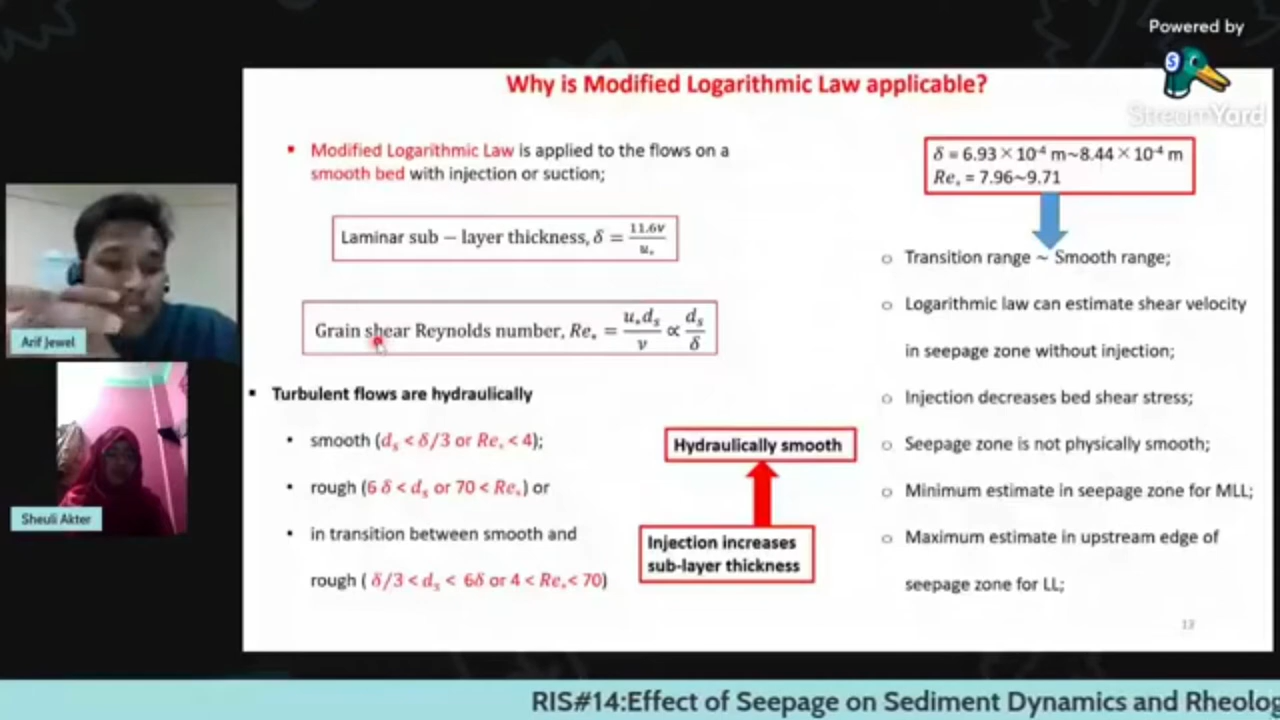 Powered by
StreamYard
Why is Modified Logarithmic Law applicable?
▪ Modified Logarithmic Law is applied to the flows on a
smooth bed with injection or suction;
Laminar sub – layer thickness, δ = 11.6ν / u*
Grain shear Reynolds number, Re* = u*ds / ν ∝ ds / δ
▪ Turbulent flows are hydraulically
• smooth (ds < δ/3 or Re* < 4);
• rough (6 δ < ds or 70 < Re*) or
• in transition between smooth and
rough ( δ/3 < ds < 6δ or 4 < Re* < 70)
Hydraulically smooth
Injection increases
sub-layer thickness
δ = 6.93 × 10⁻⁴ m~8.44 × 10⁻⁴ m
Re* = 7.96~9.71
o Transition range ~ Smooth range;
o Logarithmic law can estimate shear velocity
in seepage zone without injection;
o Injection decreases bed shear stress;
o Seepage zone is not physically smooth;
o Minimum estimate in seepage zone for MLL;
o Maximum estimate in upstream edge of
seepage zone for LL;
Arif Jewel
Sheuli Akter
RIS#14:Effect of Seepage on Sediment Dynamics and Rheolog